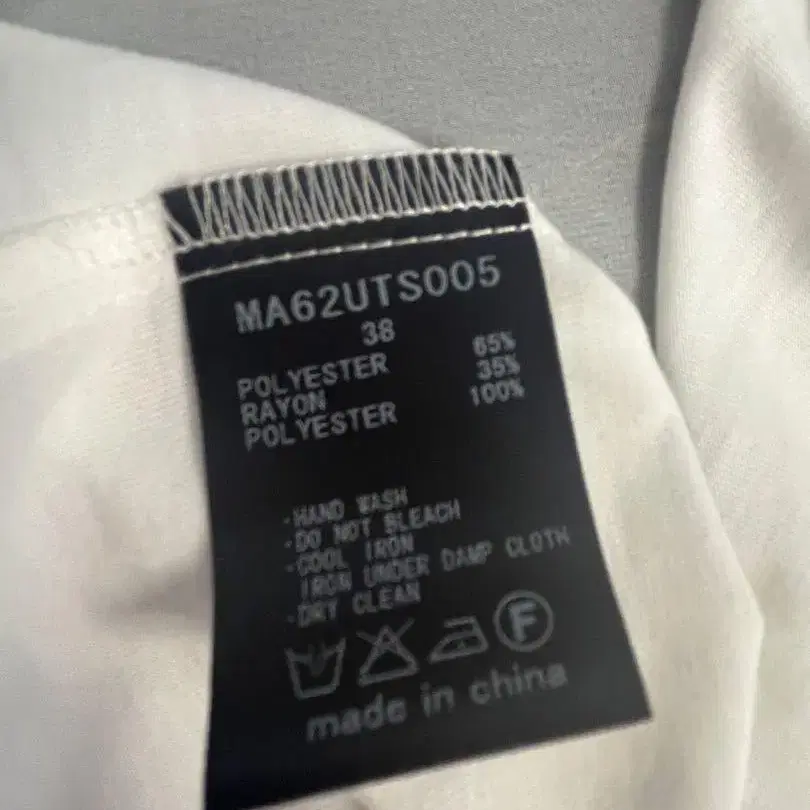 MA62UTS005
38
POLYESTER 65%
RAYON 35%
POLYESTER 100%
·HAND WASH
·DO NOT BLEACH
·COOL IRON
IRON UNDER DAMP CLOTH
·DRY CLEAN
F
made in china